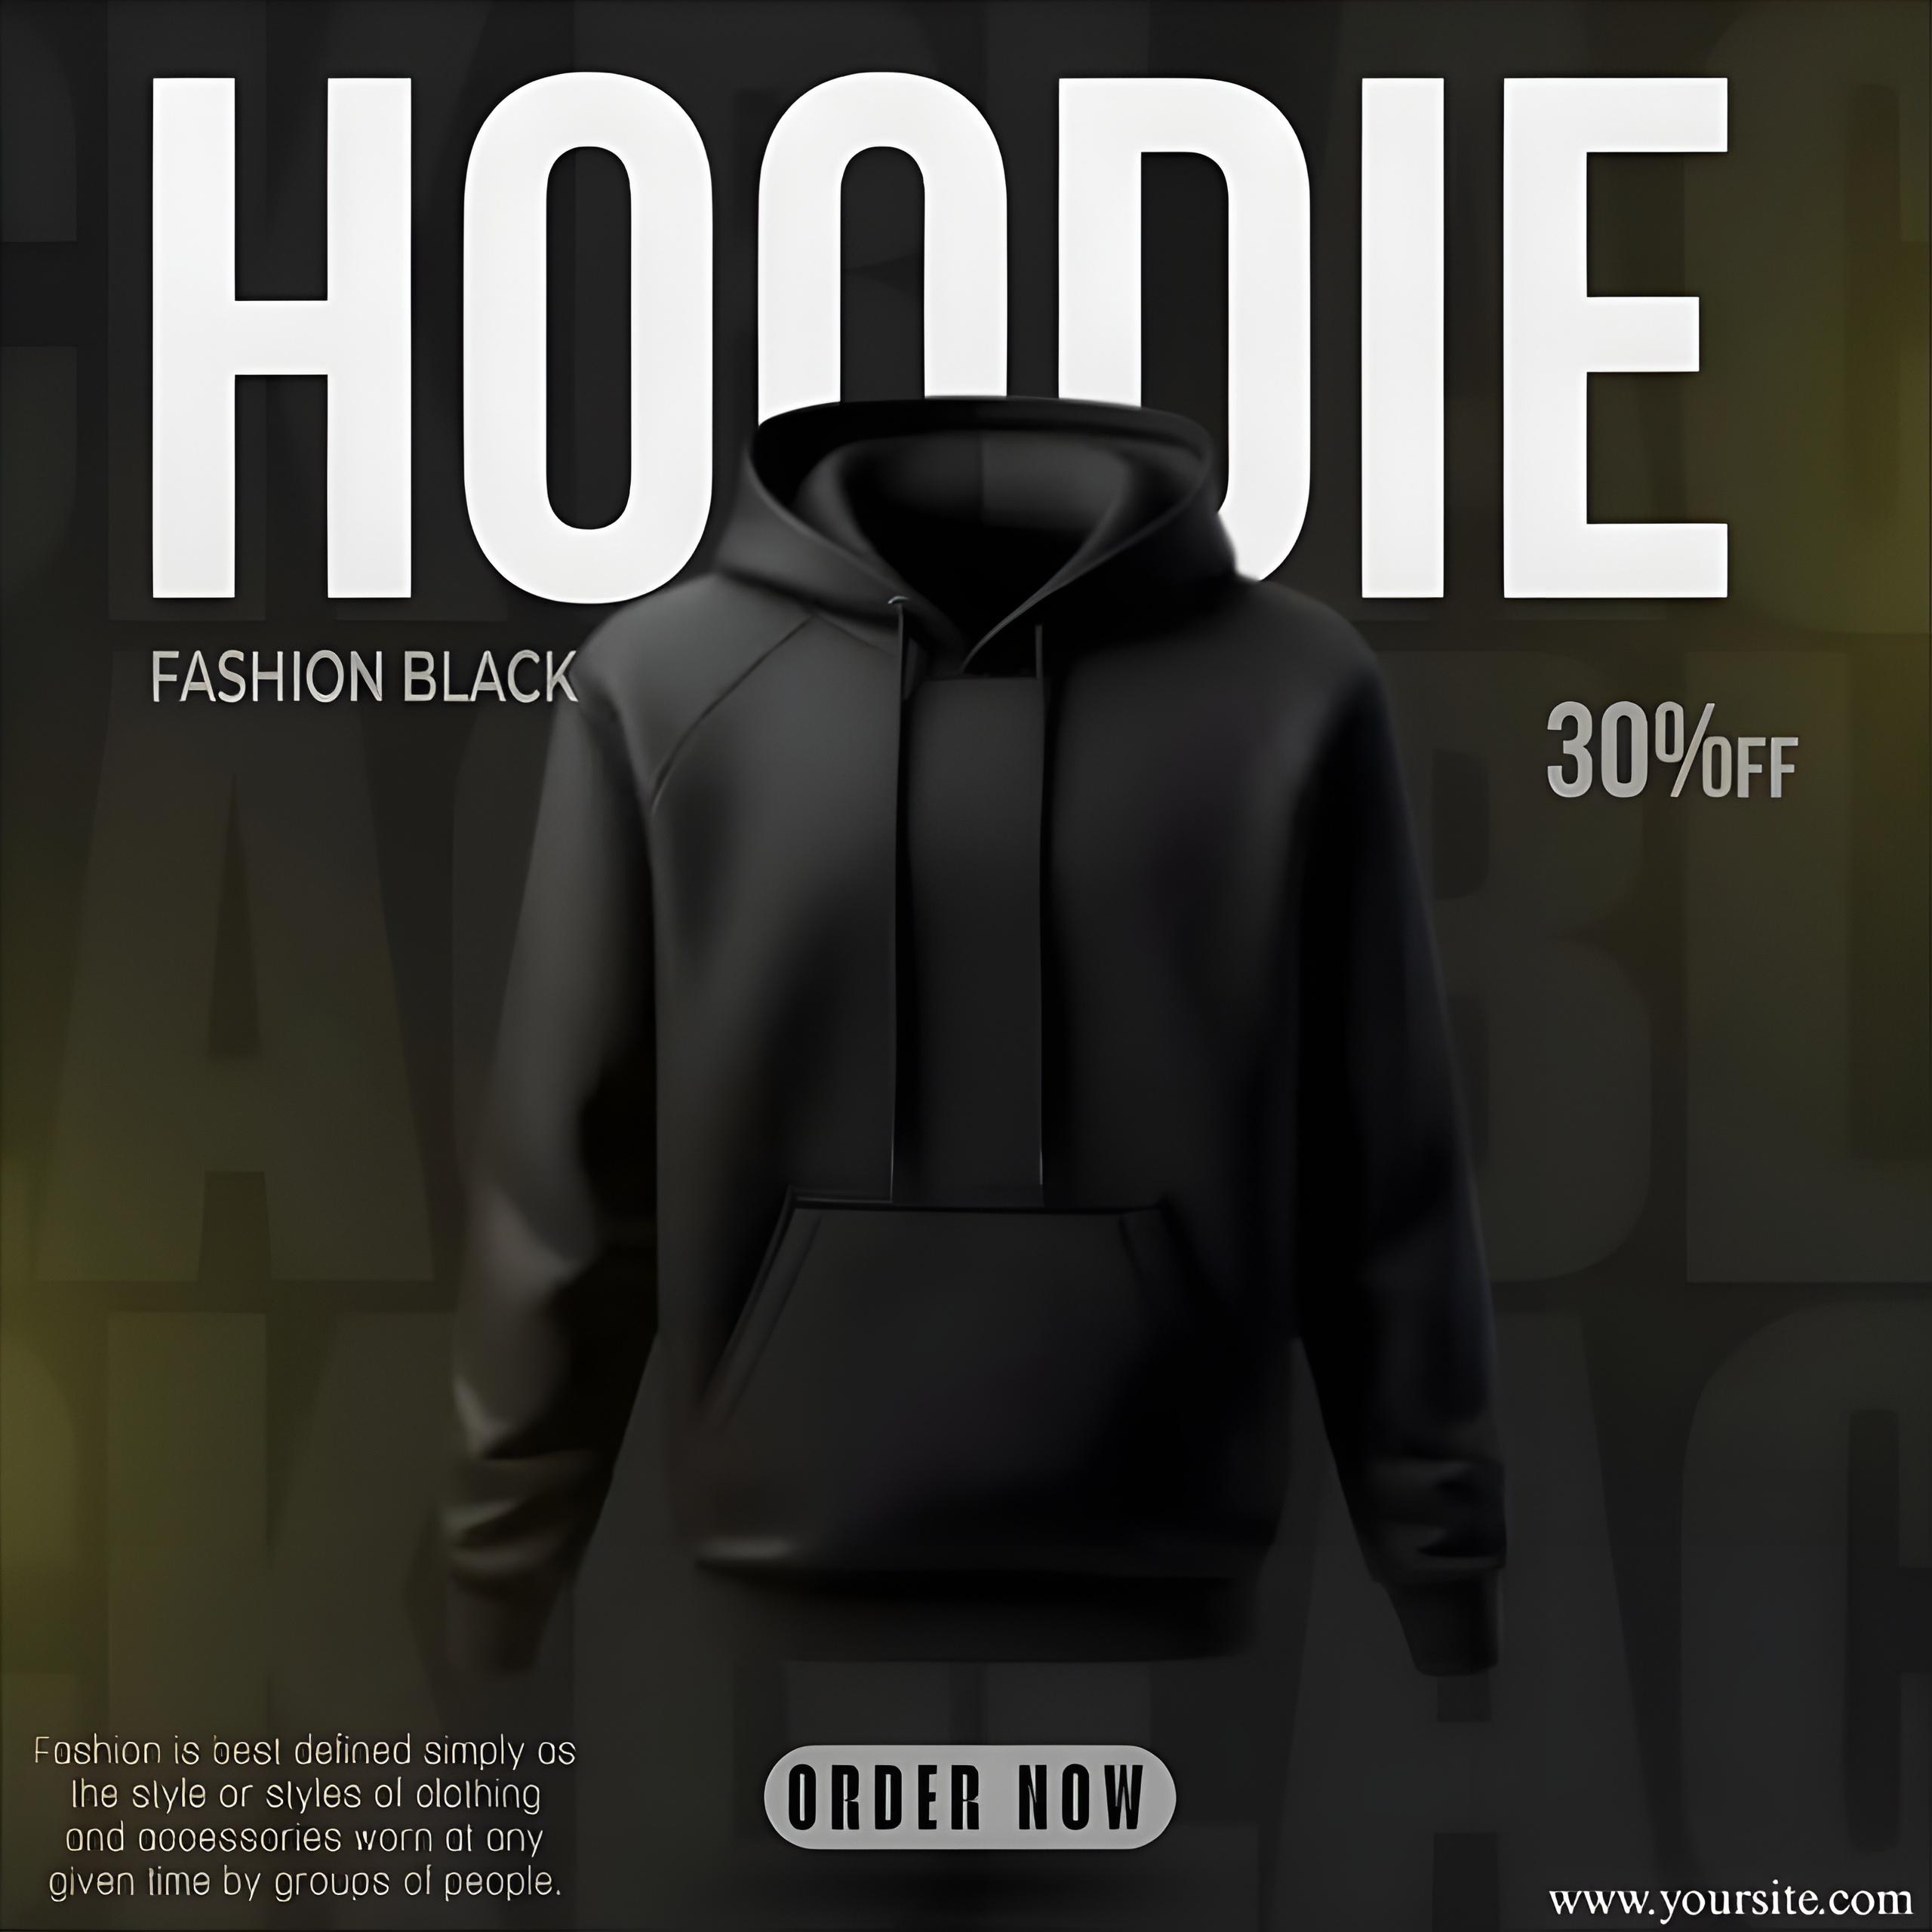 HOODIE
FASHION BLACK
30%OFF
Fashion is best defined simply as
the style or styles of clothing
and accessories worn at any
given time by groups of people.
ORDER NOW
www.yoursite.com